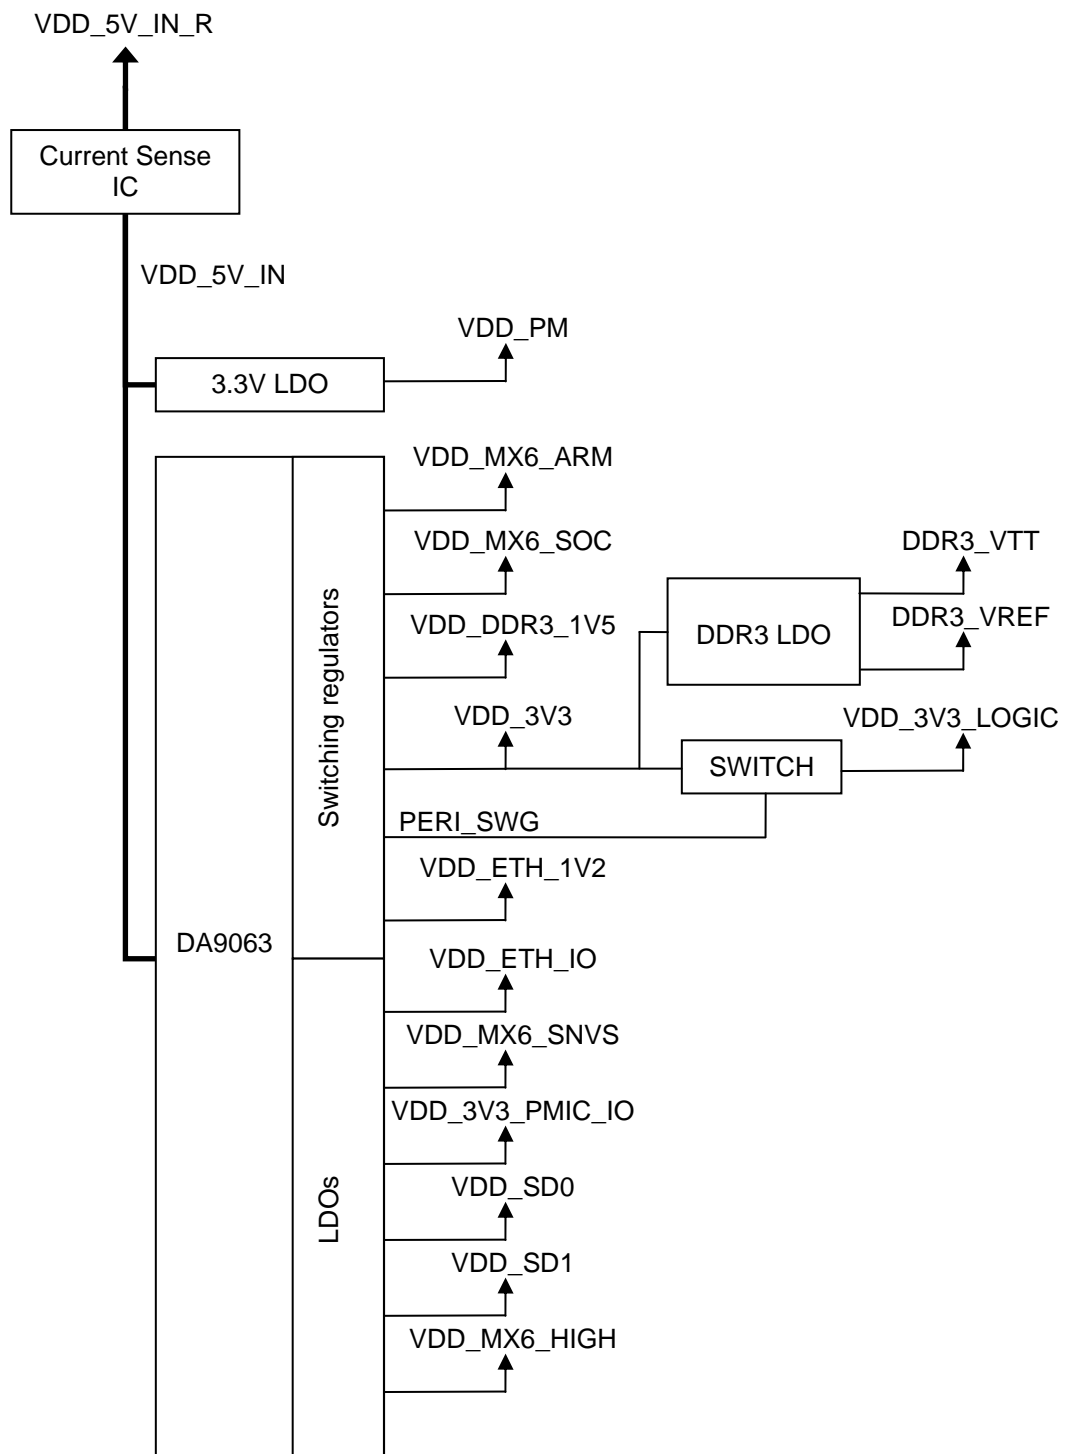 VDD_5V_IN_R
Current Sense
IC
VDD_5V_IN
VDD_PM
3.3V LDO
VDD_MX6_ARM
VDD_MX6_SOC
DDR3_VTT
VDD_DDR3_1V5
DDR3_VREF
DDR3 LDO
Switching regulators
VDD_3V3
VDD_3V3_LOGIC
SWITCH
PERI_SWG
VDD_ETH_1V2
DA9063
VDD_ETH_IO
VDD_MX6_SNVS
VDD_3V3_PMIC_IO
LDOs
VDD_SD0
VDD_SD1
VDD_MX6_HIGH